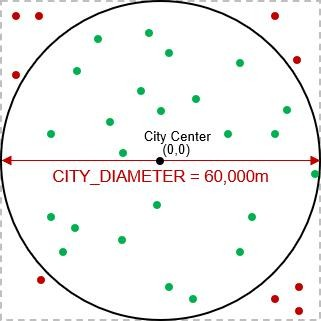 City Center
(0,0)
CITY_DIAMETER = 60,000m